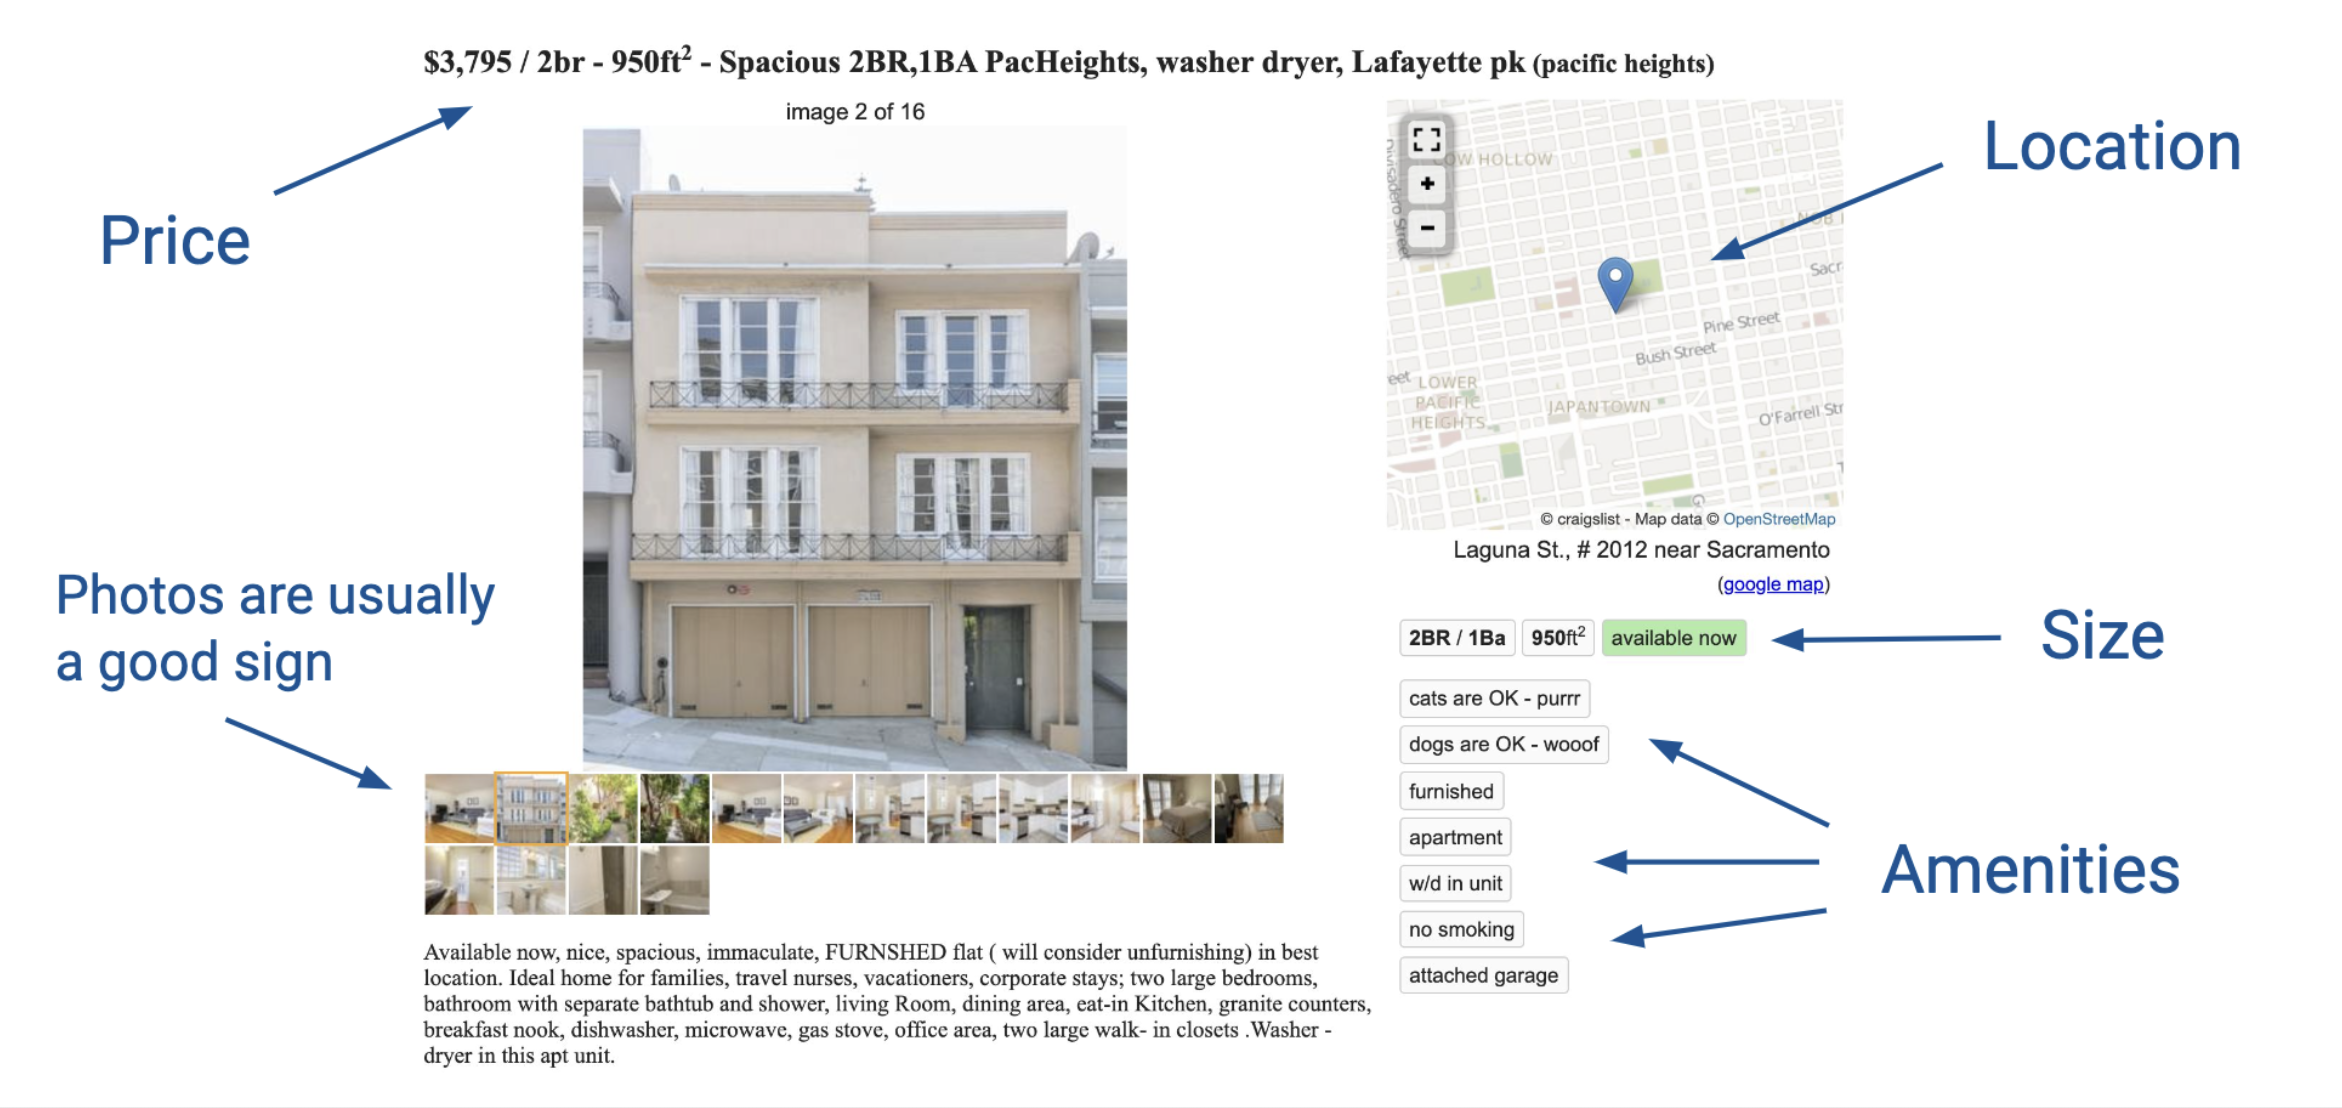 $3,795 / 2br - 950ft² - Spacious 2BR,1BA PacHeights, washer dryer, Lafayette pk (pacific heights)
image 2 of 16
Price
Location
Divisadero Street
OW HOLLOW
+
-
NOB
Sacr
Pine Street
Bush Street
eet
LOWER
PACIFIC
HEIGHTS
JAPANTOWN
O'Farrell Str
G
© craigslist - Map data © OpenStreetMap
Laguna St., # 2012 near Sacramento
(google map)
Photos are usually
a good sign
2BR / 1Ba
950ft²
available now
Size
cats are OK - purrr
dogs are OK - wooof
furnished
apartment
w/d in unit
no smoking
attached garage
Amenities
Available now, nice, spacious, immaculate, FURNSHED flat ( will consider unfurnishing) in best
location. Ideal home for families, travel nurses, vacationers, corporate stays; two large bedrooms,
bathroom with separate bathtub and shower, living Room, dining area, eat-in Kitchen, granite counters,
breakfast nook, dishwasher, microwave, gas stove, office area, two large walk- in closets .Washer -
dryer in this apt unit.